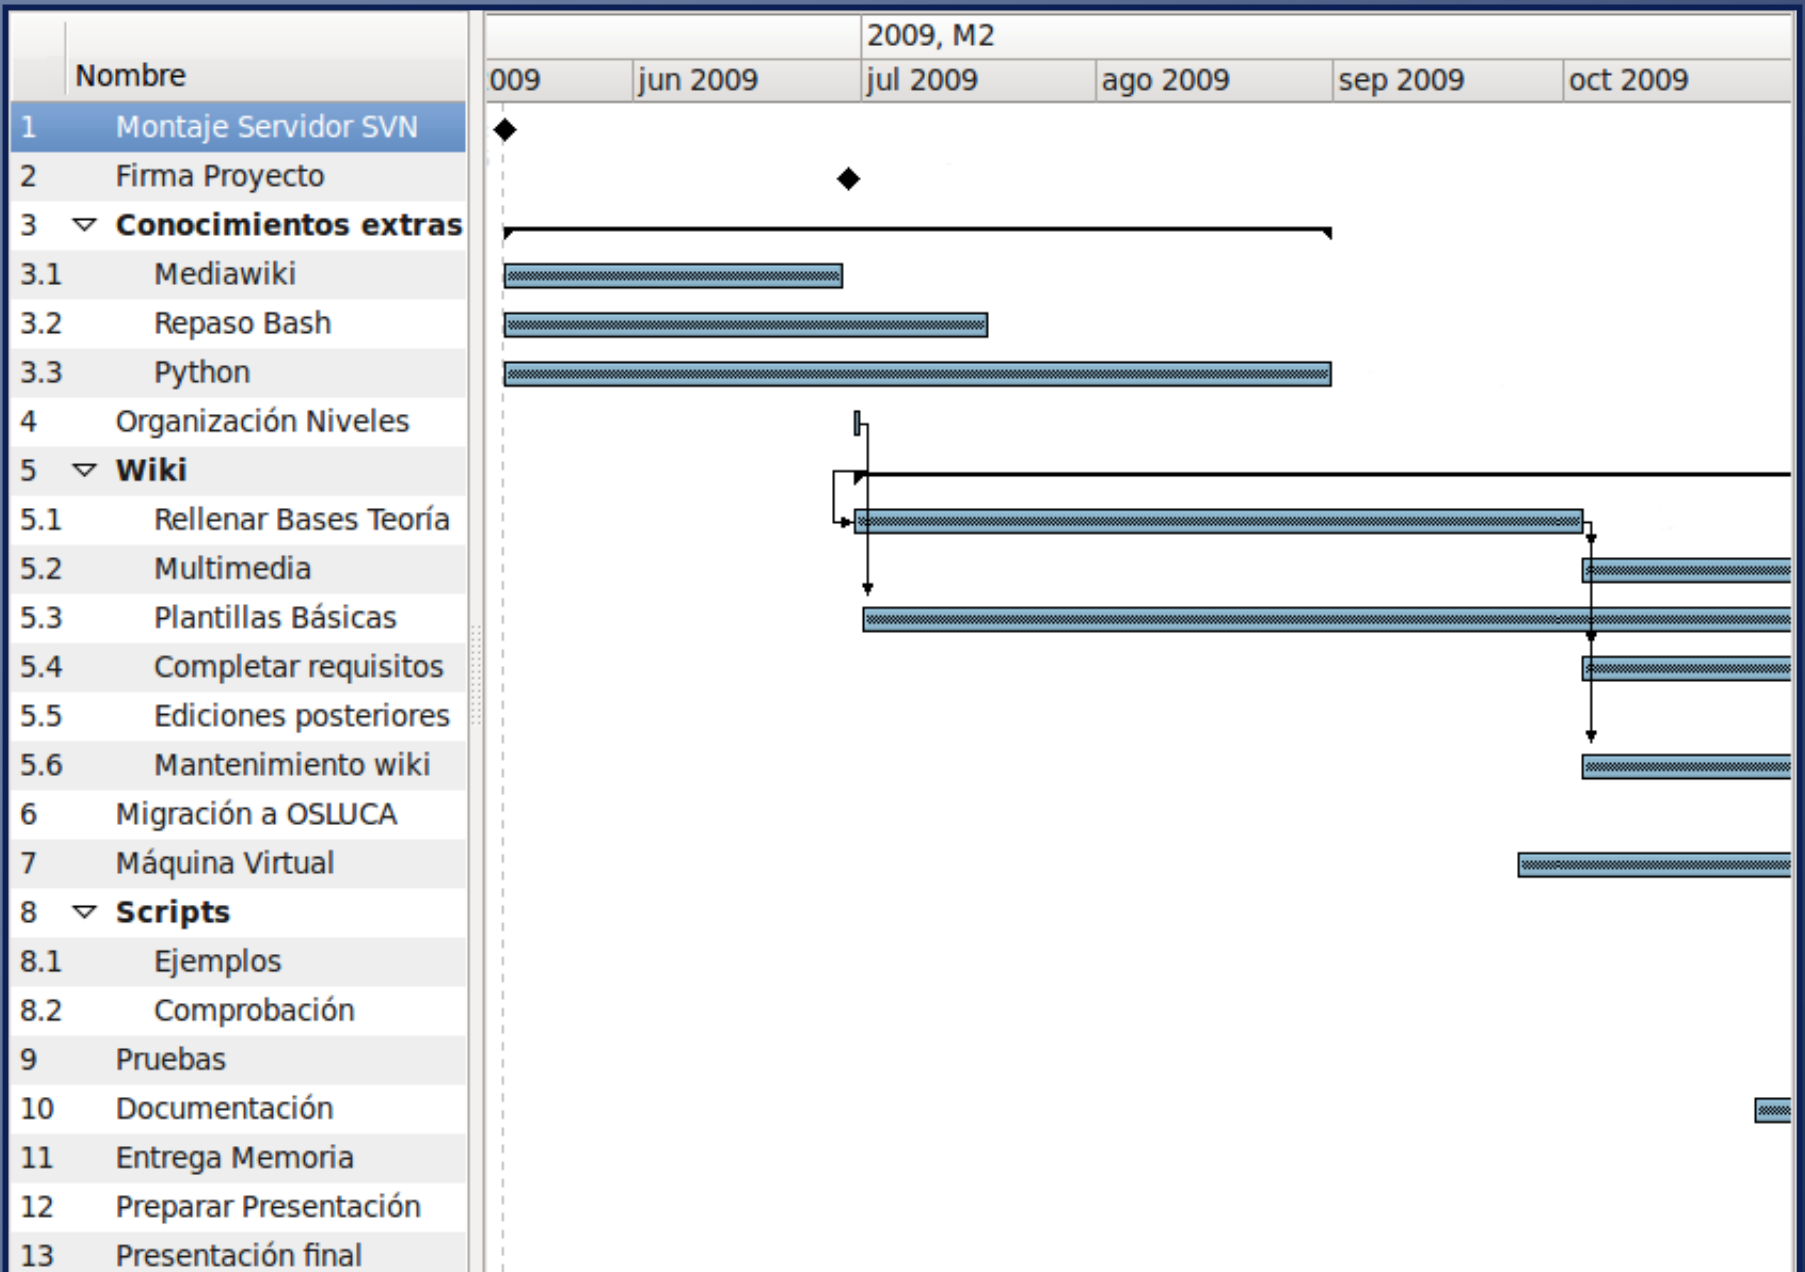 2009, M2
Nombre
009 jun 2009 jul 2009 ago 2009 sep 2009 oct 2009
1 Montaje Servidor SVN
2 Firma Proyecto
3 Conocimientos extras
3.1 Mediawiki
3.2 Repaso Bash
3.3 Python
4 Organización Niveles
5 Wiki
5.1 Rellenar Bases Teoría
5.2 Multimedia
5.3 Plantillas Básicas
5.4 Completar requisitos
5.5 Ediciones posteriores
5.6 Mantenimiento wiki
6 Migración a OSLUCA
7 Máquina Virtual
8 Scripts
8.1 Ejemplos
8.2 Comprobación
9 Pruebas
10 Documentación
11 Entrega Memoria
12 Preparar Presentación
13 Presentación final